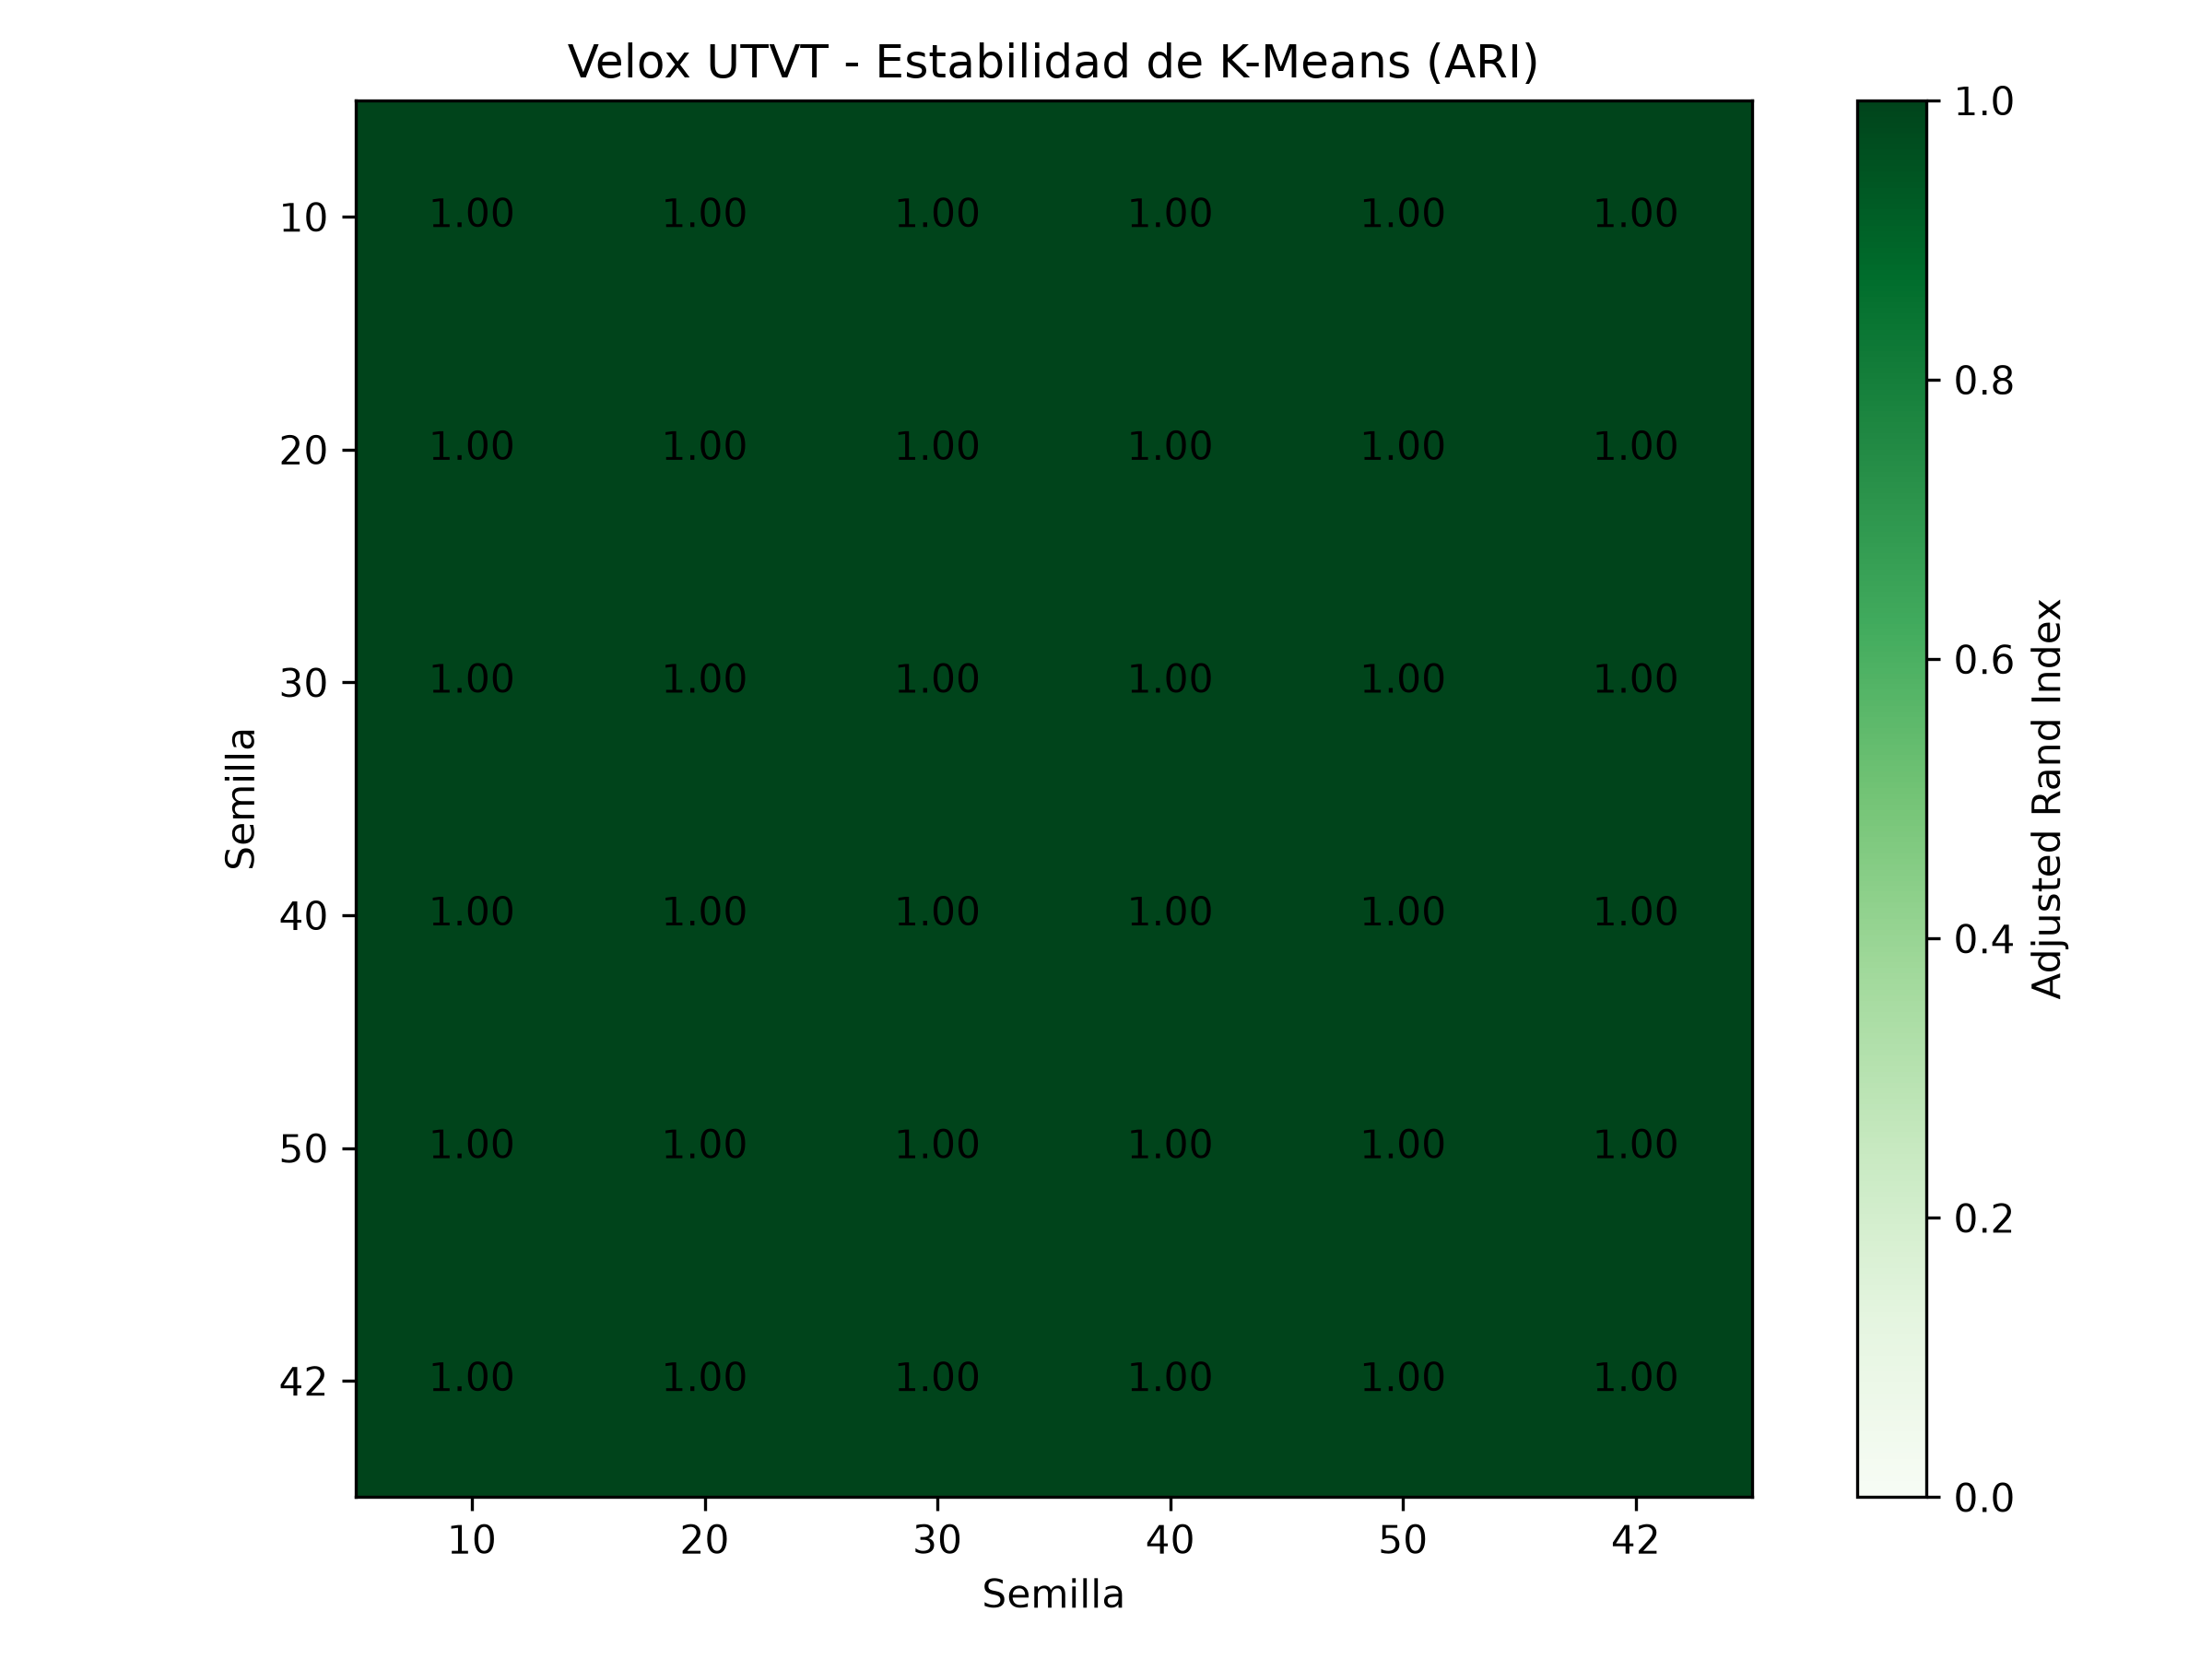 Velox UTVT - Estabilidad de K-Means (ARI)
10 1.00 1.00 1.00 1.00 1.00 1.00
20 1.00 1.00 1.00 1.00 1.00 1.00
30 1.00 1.00 1.00 1.00 1.00 1.00
40 1.00 1.00 1.00 1.00 1.00 1.00
50 1.00 1.00 1.00 1.00 1.00 1.00
42 1.00 1.00 1.00 1.00 1.00 1.00
10 20 30 40 50 42
Semilla
Semilla
1.0
0.8
0.6
0.4
0.2
0.0
Adjusted Rand Index